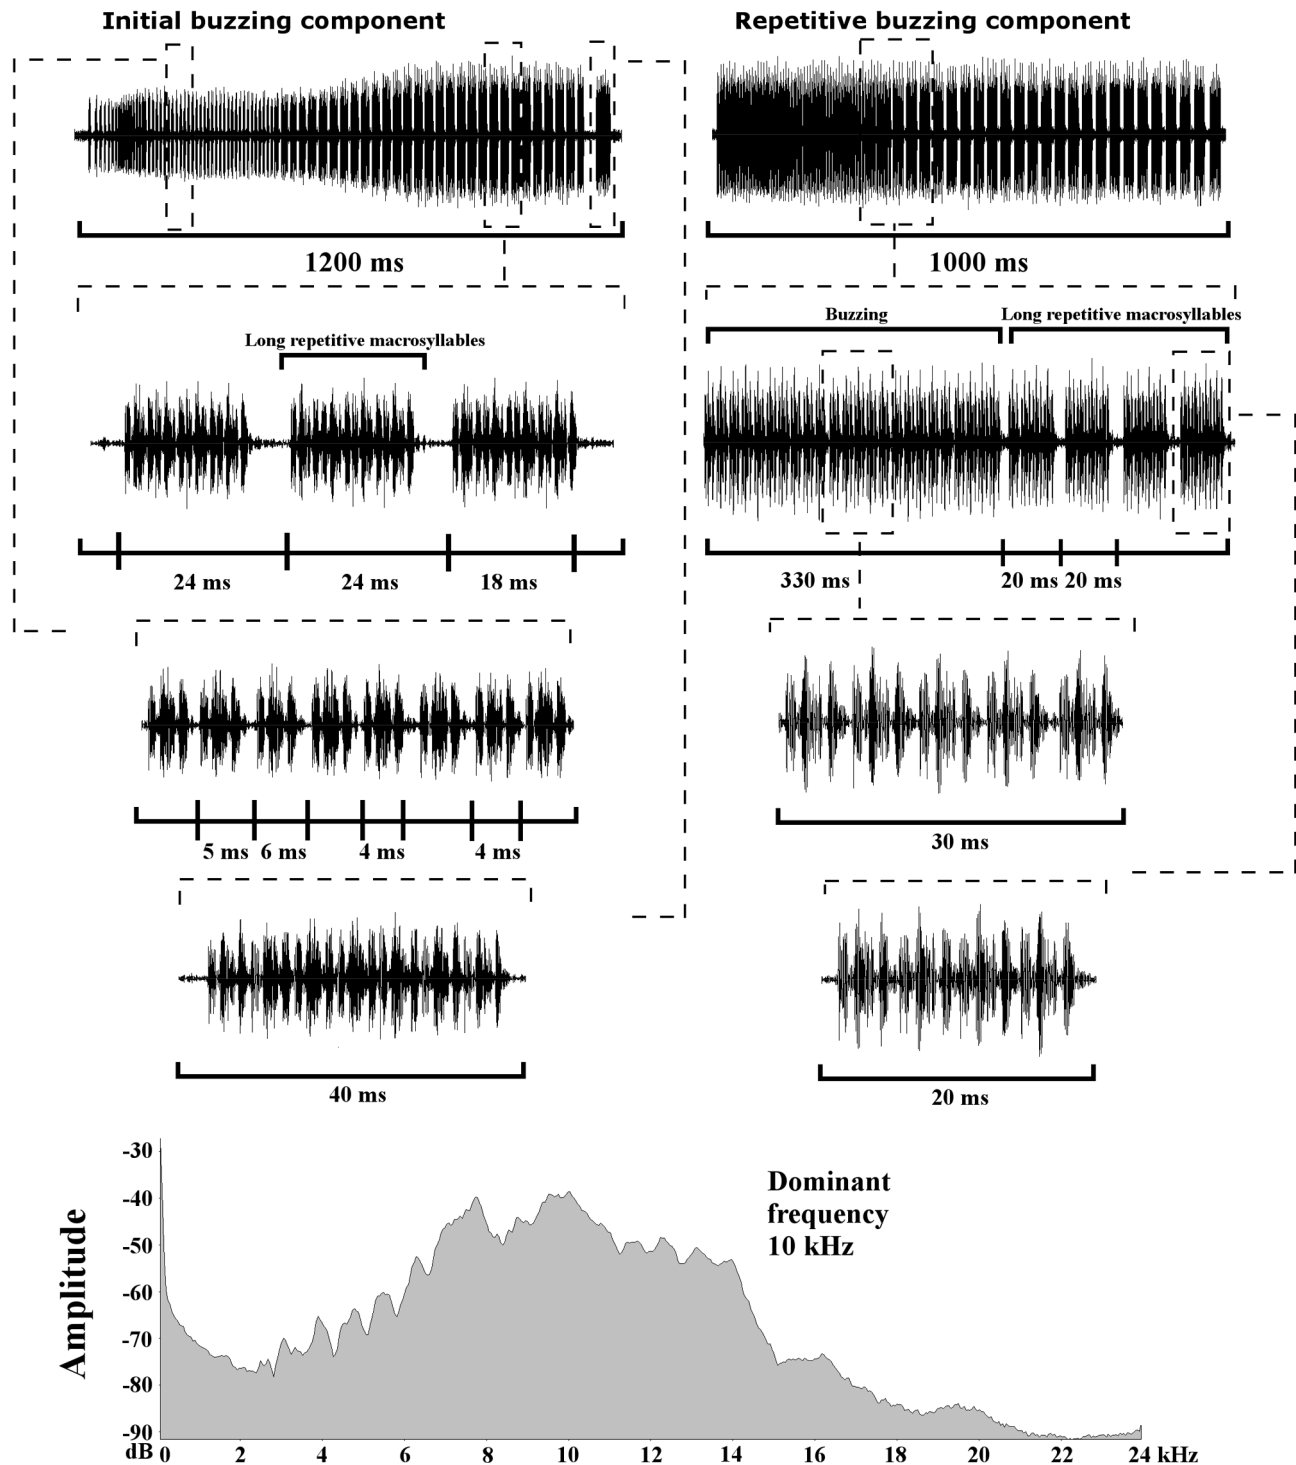 Initial buzzing component
Repetitive buzzing component
1200 ms
1000 ms
Long repetitive macrosyllables
Buzzing
Long repetitive macrosyllables
24 ms
24 ms
18 ms
330 ms
20 ms
20 ms
5 ms
6 ms
4 ms
4 ms
30 ms
40 ms
20 ms
Dominant
frequency
10 kHz
Amplitude
-30
-40
-50
-60
-70
-80
-90
dB
0 2 4 6 8 10 12 14 16 18 20 22 24 kHz